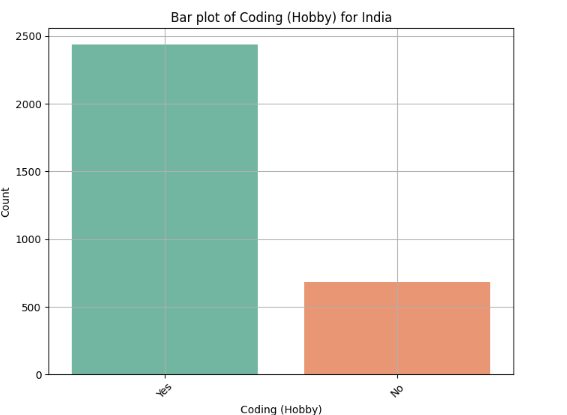 Bar plot of Coding (Hobby) for India
2500
2000
1500
1000
500
0
Count
Yes
No
Coding (Hobby)